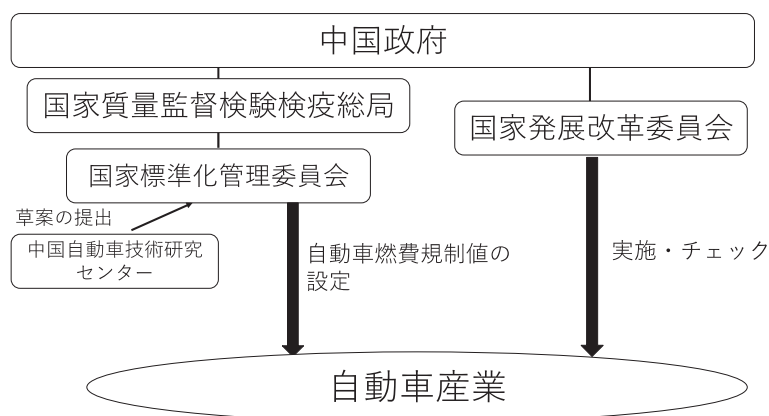 中国政府
国家質量監督検験検疫総局
国家発展改革委員会
国家標準化管理委員会
草案の提出
中国自動車技術研究
センター
自動車燃費規制値の
設定
実施・チェック
自動車産業